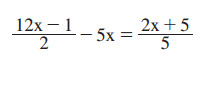 12x − 1 / 2 − 5x = 2x + 5 / 5